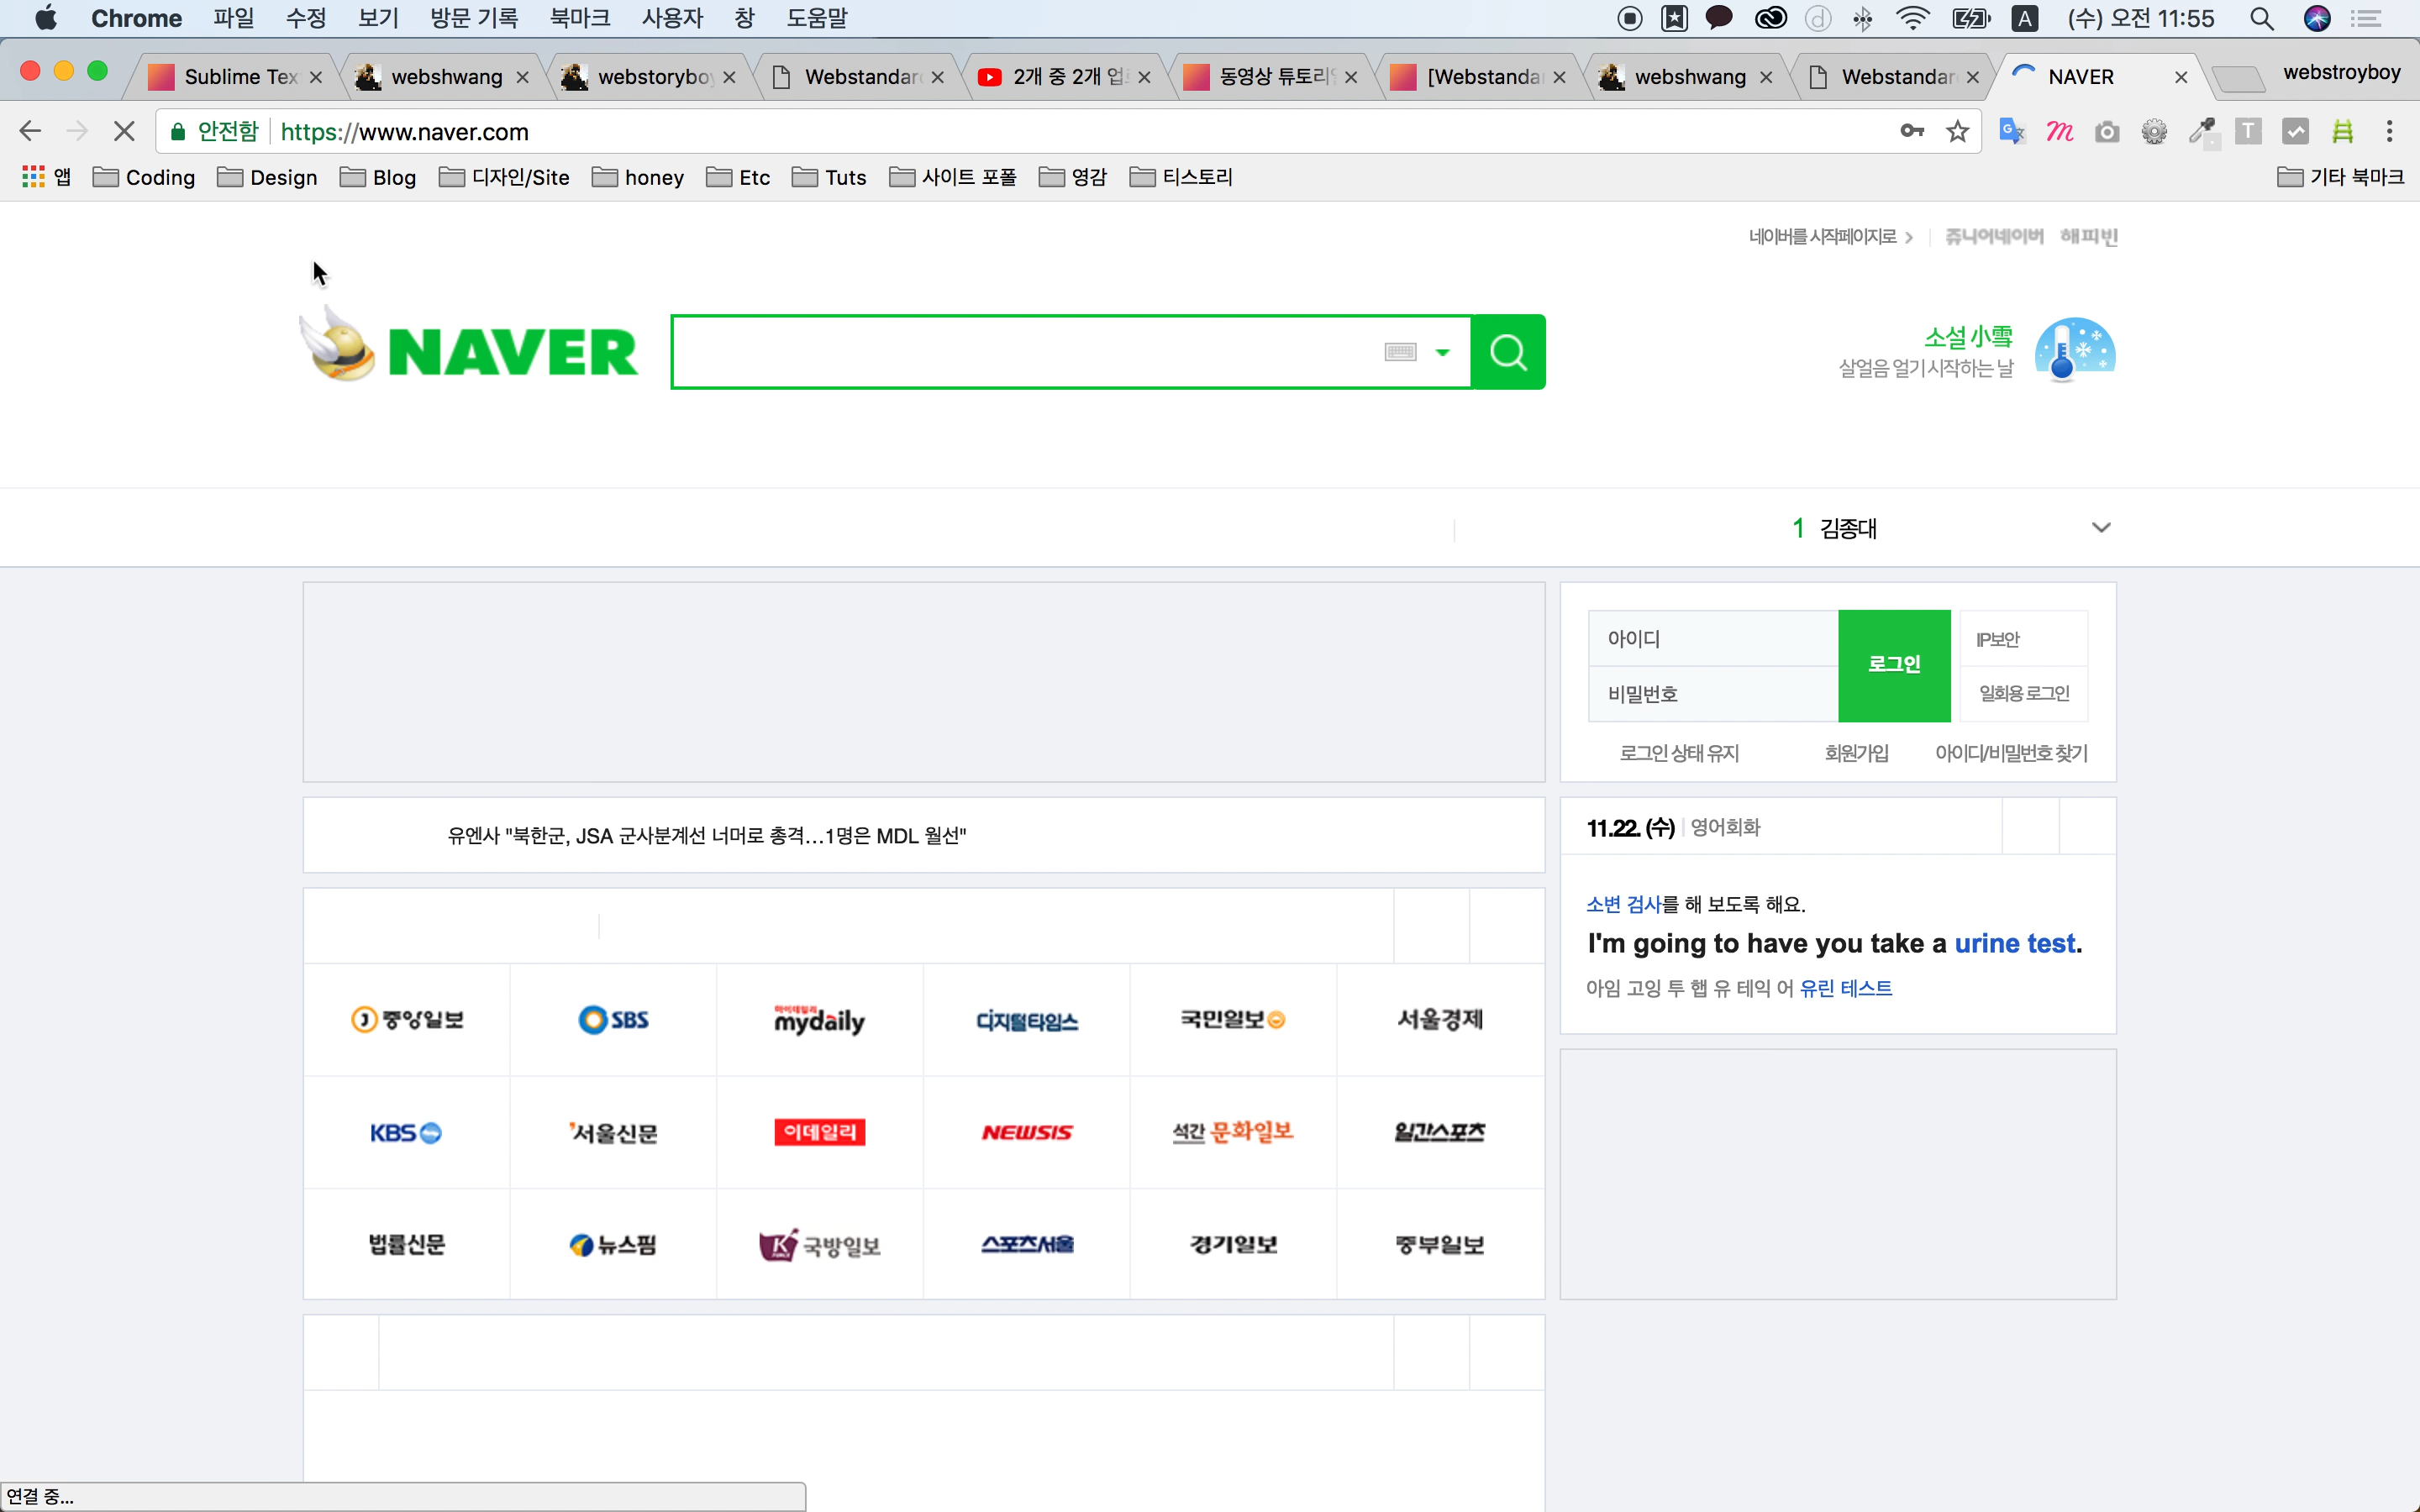 Chrome 파일 수정 보기 방문 기록 북마크 사용자 창 도움말 (수) 오전 11:55
Sublime Tex webshwang webstoryboy Webstandar 2개 중 2개 업 동영상 튜토리 [Webstanda webshwang Webstandar NAVER webstroyboy
안전함 https://www.naver.com
앱 Coding Design Blog 디자인/Site honey Etc Tuts 사이트 포폴 영감 티스토리 기타 북마크
네이버를 시작페이지로 쥬니어네이버 해피빈
NAVER
소설 小雪
살얼음 얼기 시작하는 날
1 김종대
아이디
비밀번호
로그인
IP보안
일회용 로그인
로그인 상태 유지 회원가입 아이디/비밀번호 찾기
유엔사 "북한군, JSA 군사분계선 너머로 총격…1명은 MDL 월선"
11.22. (수) 영어회화
소변 검사를 해 보도록 해요.
I'm going to have you take a urine test.
아임 고잉 투 햅 유 테익 어 유린 테스트
중앙일보 SBS 마이데일리 mydaily 디지털타임스 국민일보 서울경제
KBS 서울신문 이데일리 NEWSIS 석간 문화일보 일간스포츠
법률신문 뉴스핌 국방일보 스포츠서울 경기일보 중부일보
연결 중...